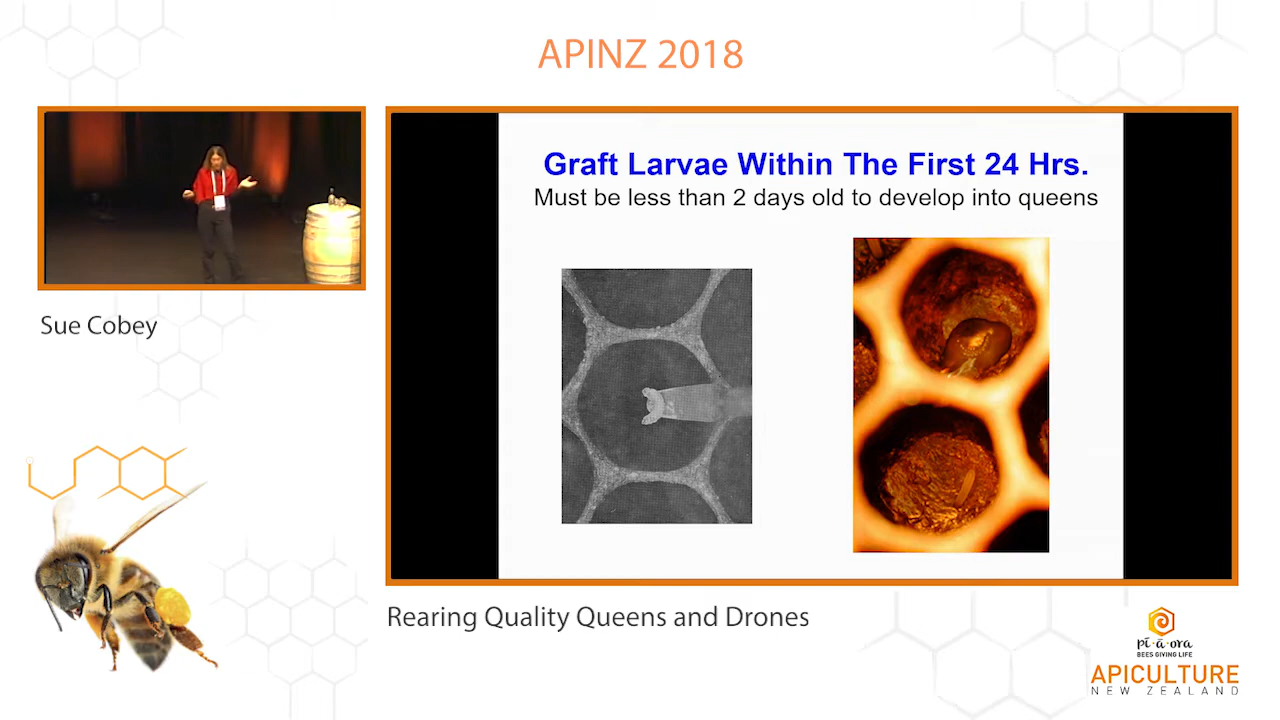 APINZ 2018
Graft Larvae Within The First 24 Hrs.
Must be less than 2 days old to develop into queens
Sue Cobey
Rearing Quality Queens and Drones
pī·ā·ora
BEES GIVING LIFE
APICULTURE
NEW ZEALAND